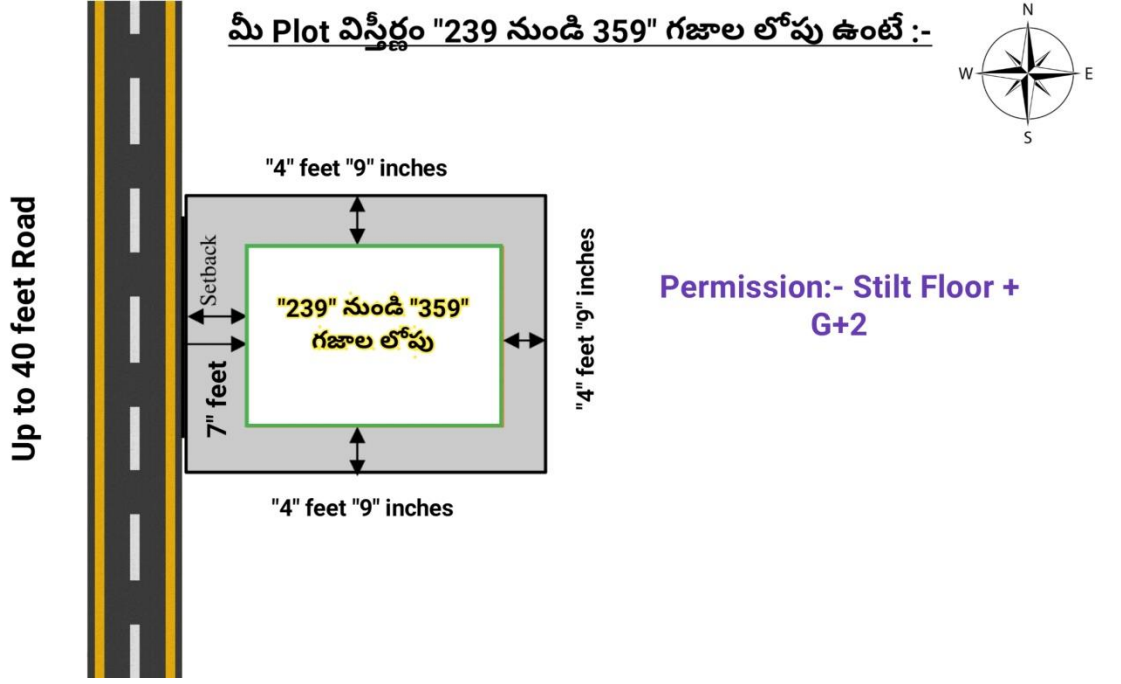 మీ Plot విస్తీర్ణం "239 నుండి 359" గజాల లోపు ఉంటే :-
N
W
E
S
"4" feet "9" inches
Up to 40 feet Road
Setback
7" feet
"239" నుండి "359"
గజాల లోపు
"4" feet "9" inches
Permission:- Stilt Floor +
G+2
"4" feet "9" inches